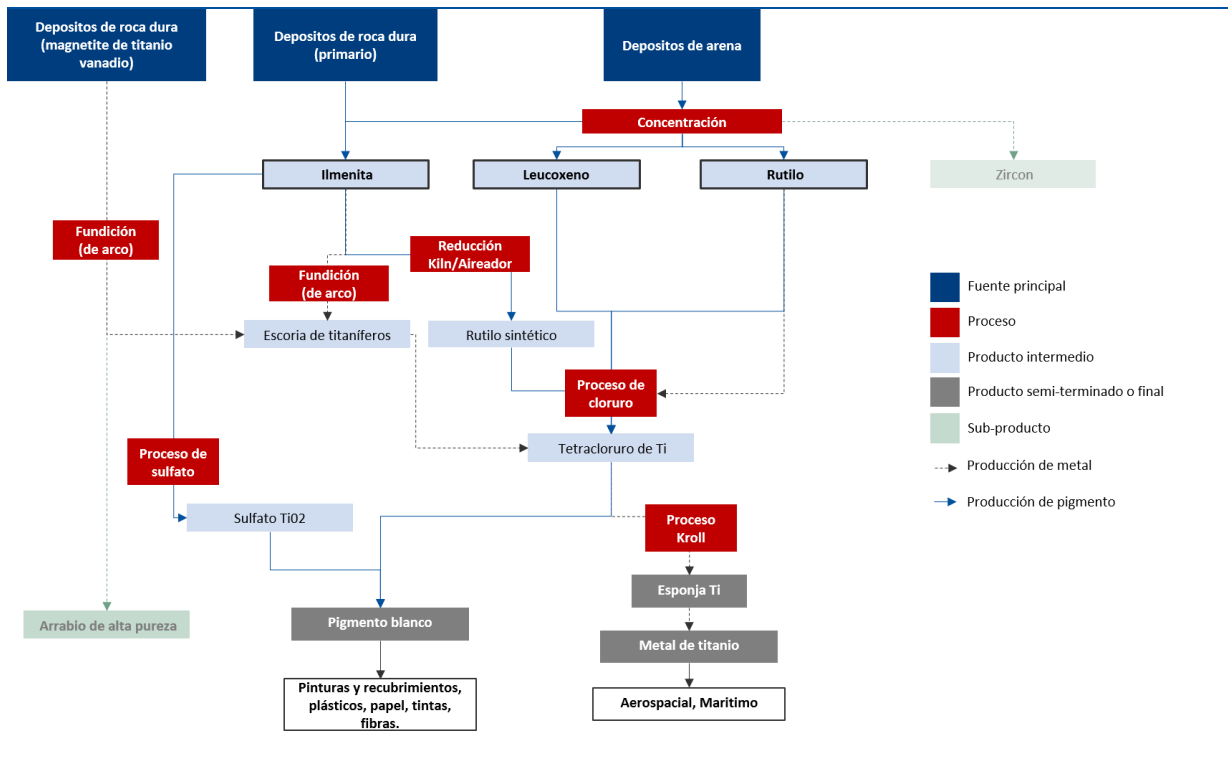 Depositos de roca dura
(magnetite de titanio
vanadio)
Depositos de roca dura
(primario)
Depositos de arena
Concentración
Ilmenita
Leucoxeno
Rutilo
Zircon
Fundición
(de arco)
Reducción
Kiln/Aireador
Fundición
(de arco)
Escoria de titaníferos
Rutilo sintético
Proceso de
cloruro
Proceso de
sulfato
Tetracloruro de Ti
Sulfato Ti02
Proceso
Kroll
Esponja Ti
Arrabio de alta pureza
Pigmento blanco
Metal de titanio
Pinturas y recubrimientos,
plásticos, papel, tintas,
fibras.
Aerospacial, Maritimo
Fuente principal
Proceso
Producto intermedio
Producto semi-terminado o final
Sub-producto
Producción de metal
Producción de pigmento